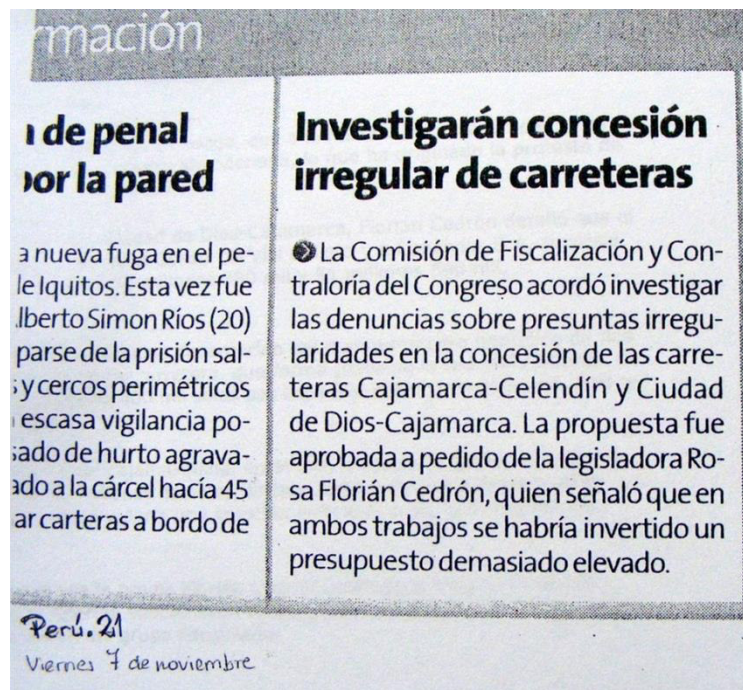 rmación
de penal
por la pared
a nueva fuga en el pe-
le Iquitos. Esta vez fue
lberto Simon Ríos (20)
parse de la prisión sal-
s y cercos perimétricos
escasa vigilancia po-
sado de hurto agrava-
ado a la cárcel hacía 45
ar carteras a bordo de
Investigarán concesión
irregular de carreteras
La Comisión de Fiscalización y Con-
traloría del Congreso acordó investigar
las denuncias sobre presuntas irregu-
laridades en la concesión de las carre-
teras Cajamarca-Celendín y Ciudad
de Dios-Cajamarca. La propuesta fue
aprobada a pedido de la legisladora Ro-
sa Florián Cedrón, quien señaló que en
ambos trabajos se habría invertido un
presupuesto demasiado elevado.
Perú.21
Viernes 7 de noviembre